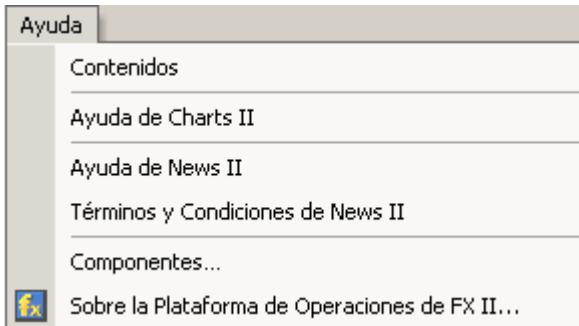 Ayuda
Contenidos
Ayuda de Charts II
Ayuda de News II
Términos y Condiciones de News II
Componentes...
fx Sobre la Plataforma de Operaciones de FX II...